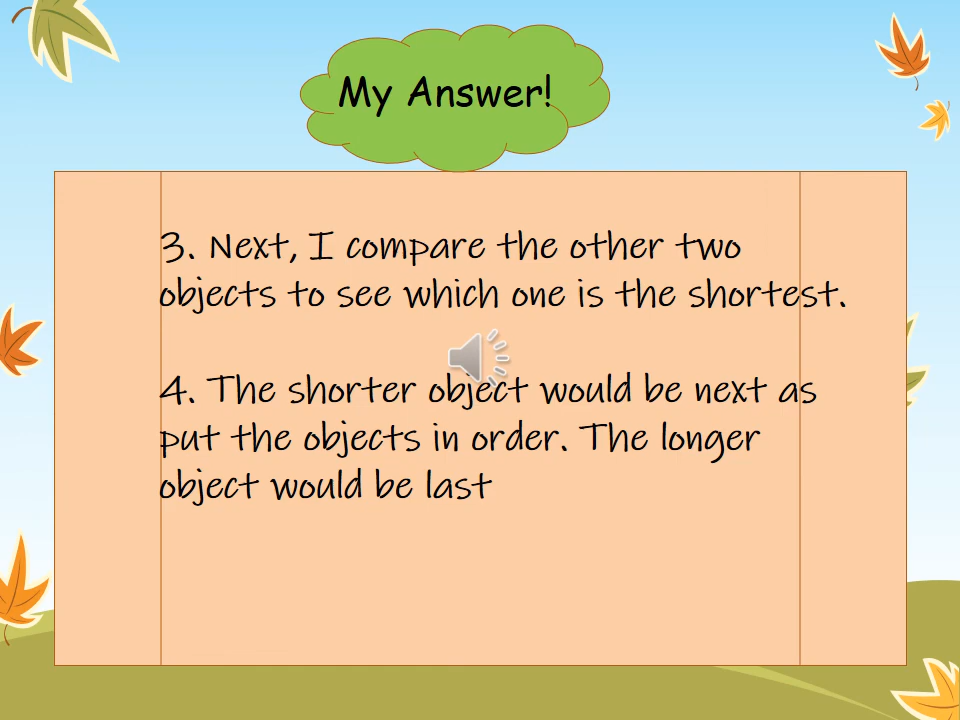 My Answer!
3. Next, I compare the other two
objects to see which one is the shortest.
4. The shorter object would be next as
put the objects in order. The longer
object would be last